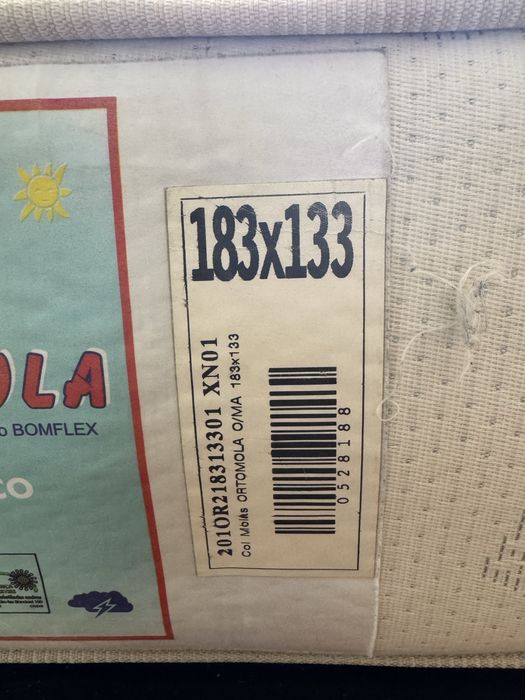 OLA
o BOMFLEX
co
183x133
201OR218313301 XN01
Col Molas ORTOMOLA O/MA 183x133
0528188